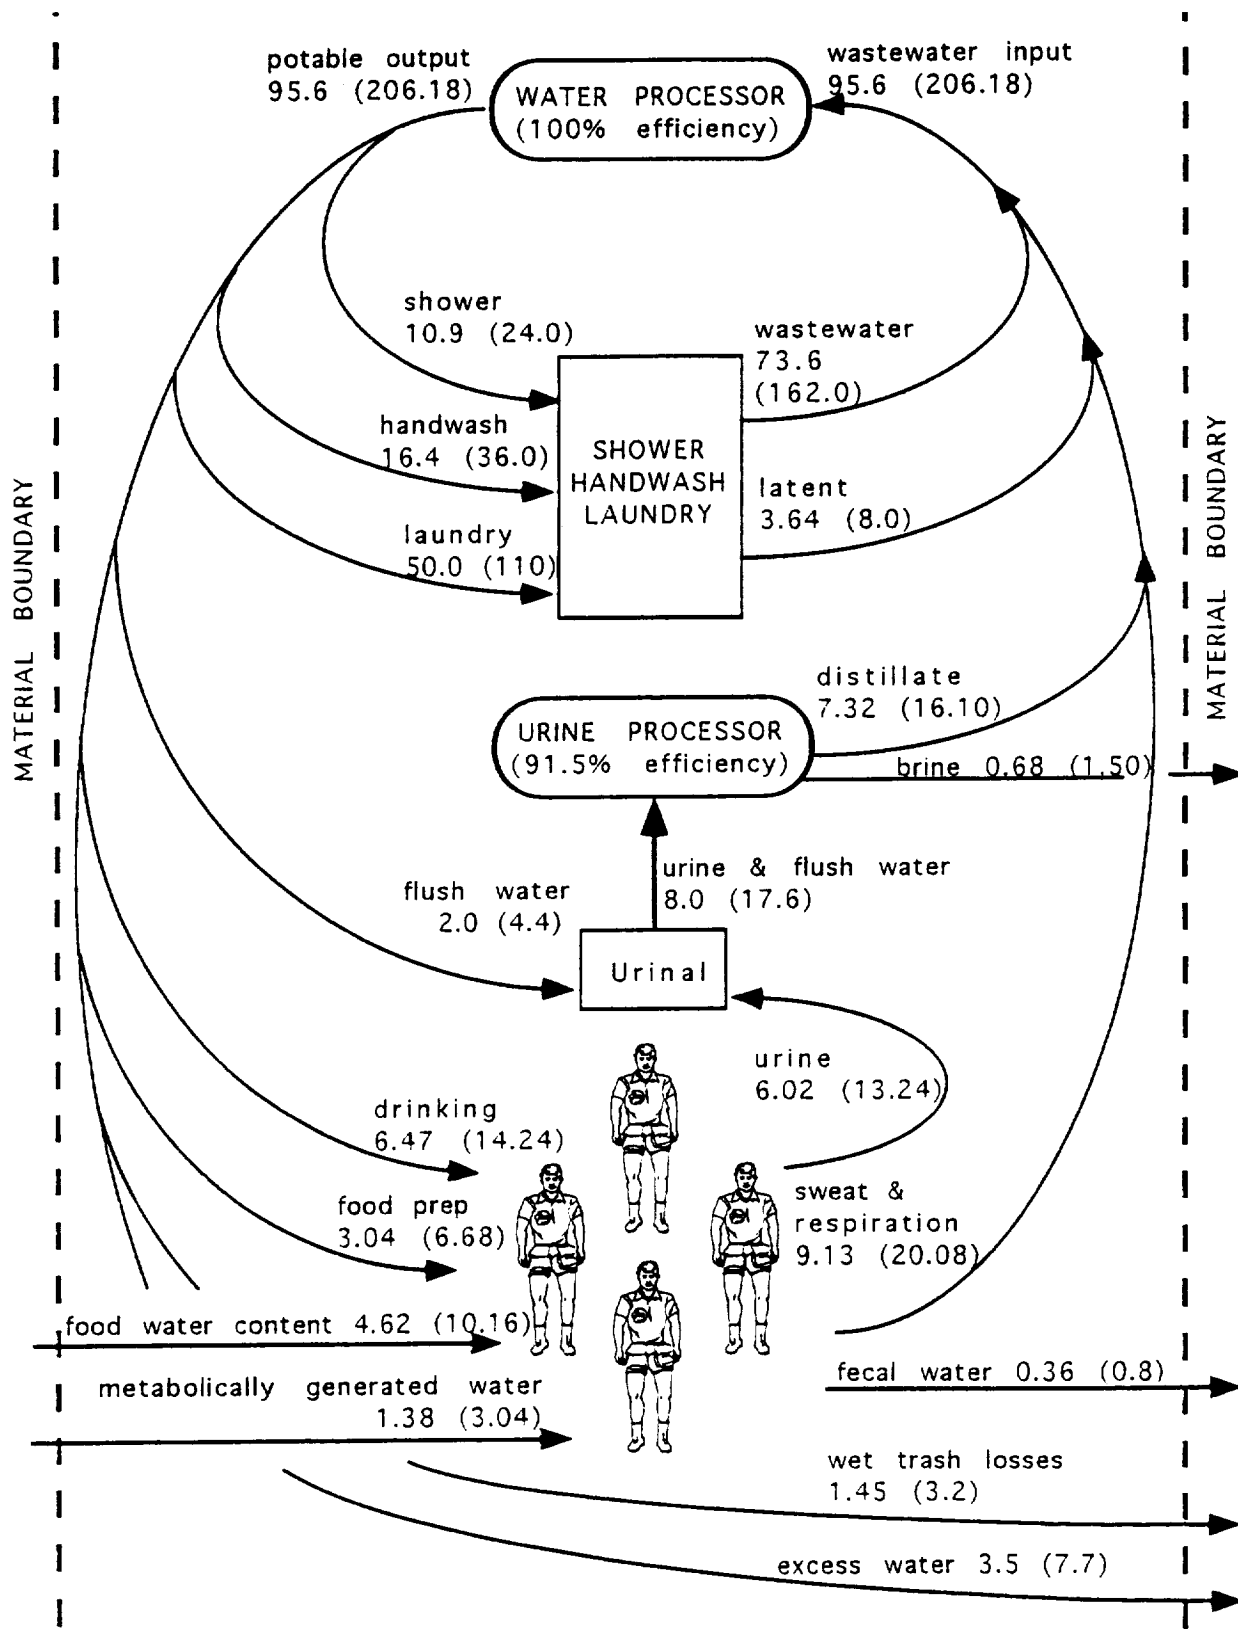 potable output
95.6 (206.18)
WATER PROCESSOR
(100% efficiency)
wastewater input
95.6 (206.18)
shower
10.9 (24.0)
wastewater
73.6
(162.0)
handwash
16.4 (36.0)
SHOWER
HANDWASH
LAUNDRY
latent
3.64 (8.0)
laundry
50.0 (110)
MATERIAL BOUNDARY
MATERIAL BOUNDARY
distillate
7.32 (16.10)
URINE PROCESSOR
(91.5% efficiency)
brine 0.68 (1.50)
urine & flush water
8.0 (17.6)
flush water
2.0 (4.4)
Urinal
urine
6.02 (13.24)
drinking
6.47 (14.24)
food prep
3.04 (6.68)
sweat &
respiration
9.13 (20.08)
food water content 4.62 (10.16)
fecal water 0.36 (0.8)
metabolically generated water
1.38 (3.04)
wet trash losses
1.45 (3.2)
excess water 3.5 (7.7)